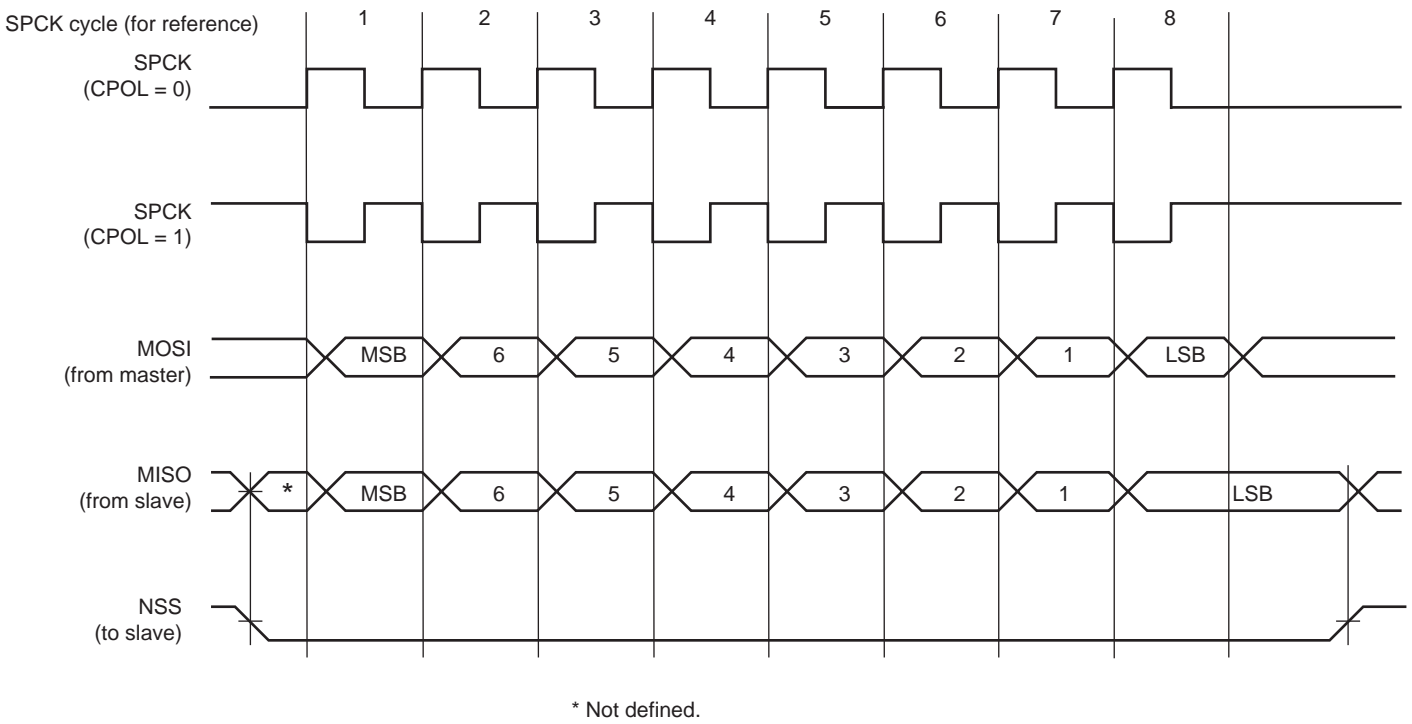 SPCK cycle (for reference)
1 2 3 4 5 6 7 8
SPCK
(CPOL = 0)
SPCK
(CPOL = 1)
MOSI
(from master)
MSB 6 5 4 3 2 1 LSB
MISO
(from slave)
* MSB 6 5 4 3 2 1 LSB
NSS
(to slave)
* Not defined.